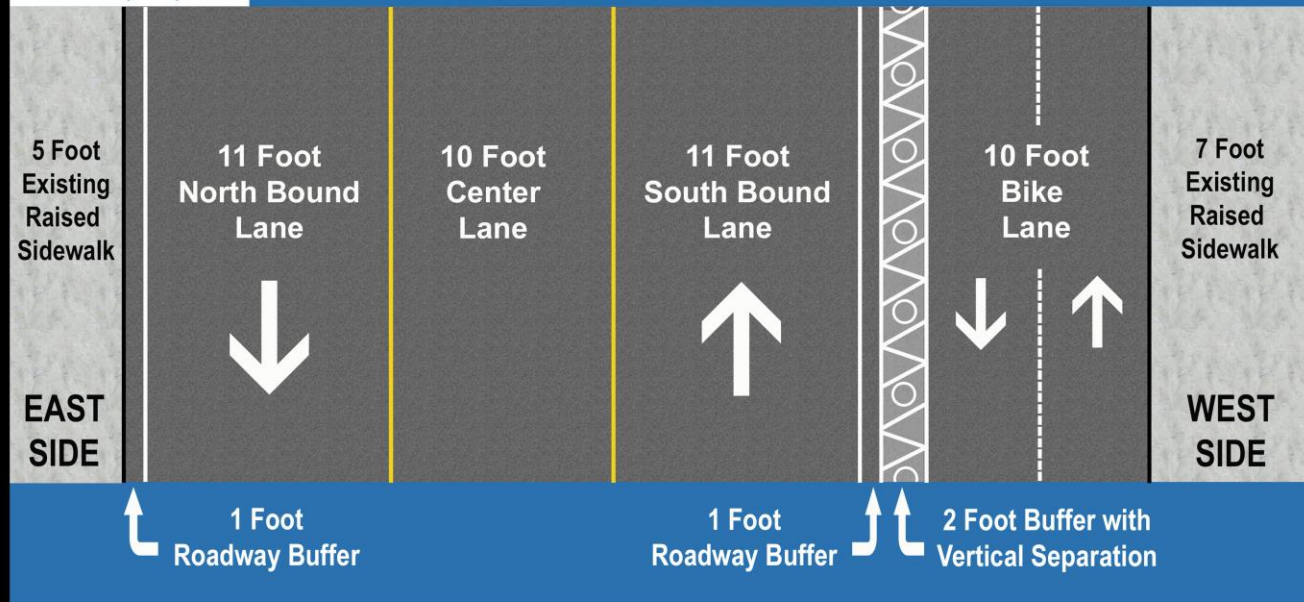 5 Foot
Existing
Raised
Sidewalk
EAST
SIDE
11 Foot
North Bound
Lane
10 Foot
Center
Lane
11 Foot
South Bound
Lane
10 Foot
Bike
Lane
7 Foot
Existing
Raised
Sidewalk
WEST
SIDE
1 Foot
Roadway Buffer
1 Foot
Roadway Buffer
2 Foot Buffer with
Vertical Separation